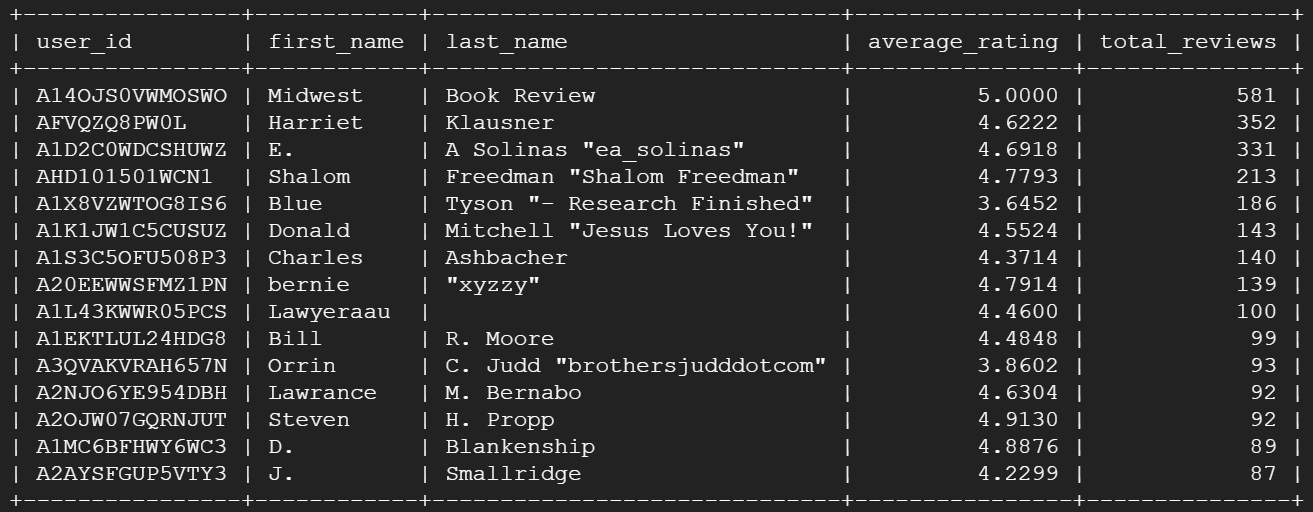 +----------------+------------+------------------------------+----------------+---------------+
| user_id        | first_name | last_name                    | average_rating | total_reviews |
+----------------+------------+------------------------------+----------------+---------------+
| A14OJS0VWMOSWO | Midwest    | Book Review                  |         5.0000 |           581 |
| AFVQZQ8PW0L    | Harriet    | Klausner                     |         4.6222 |           352 |
| A1D2C0WDCSHUWZ | E.         | A Solinas "ea_solinas"       |         4.6918 |           331 |
| AHD101501WCN1  | Shalom     | Freedman "Shalom Freedman"   |         4.7793 |           213 |
| A1X8VZWTOG8IS6 | Blue       | Tyson "- Research Finished"  |         3.6452 |           186 |
| A1K1JW1C5CUSUZ | Donald     | Mitchell "Jesus Loves You!"  |         4.5524 |           143 |
| A1S3C5OFU508P3 | Charles    | Ashbacher                    |         4.3714 |           140 |
| A20EEWWSFMZ1PN | bernie     | "xyzzy"                      |         4.7914 |           139 |
| A1L43KWWR05PCS | Lawyeraau  |                              |         4.4600 |           100 |
| A1EKTLUL24HDG8 | Bill       | R. Moore                     |         4.4848 |            99 |
| A3QVAKVRAH657N | Orrin      | C. Judd "brothersjudddotcom" |         3.8602 |            93 |
| A2NJO6YE954DBH | Lawrance   | M. Bernabo                   |         4.6304 |            92 |
| A2OJW07GQRNJUT | Steven     | H. Propp                     |         4.9130 |            92 |
| A1MC6BFHWY6WC3 | D.         | Blankenship                  |         4.8876 |            89 |
| A2AYSFGUP5VTY3 | J.         | Smallridge                   |         4.2299 |            87 |
+----------------+------------+------------------------------+----------------+---------------+